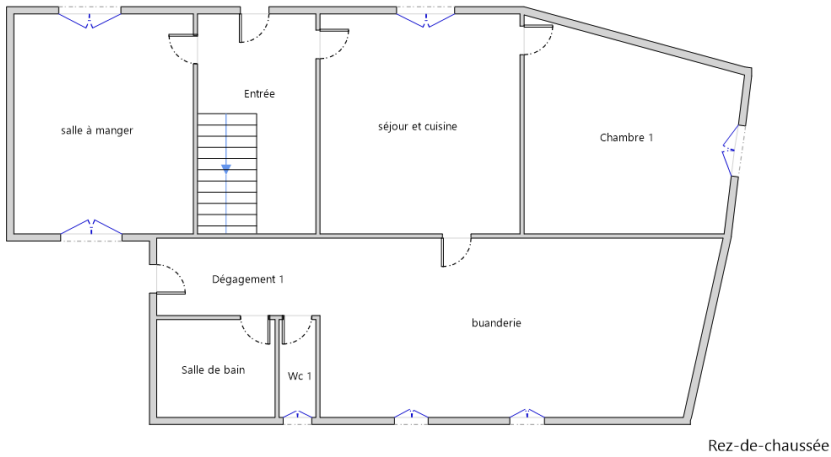 Entrée
salle à manger
séjour et cuisine
Chambre 1
Dégagement 1
buanderie
Salle de bain
Wc 1
Rez-de-chaussée